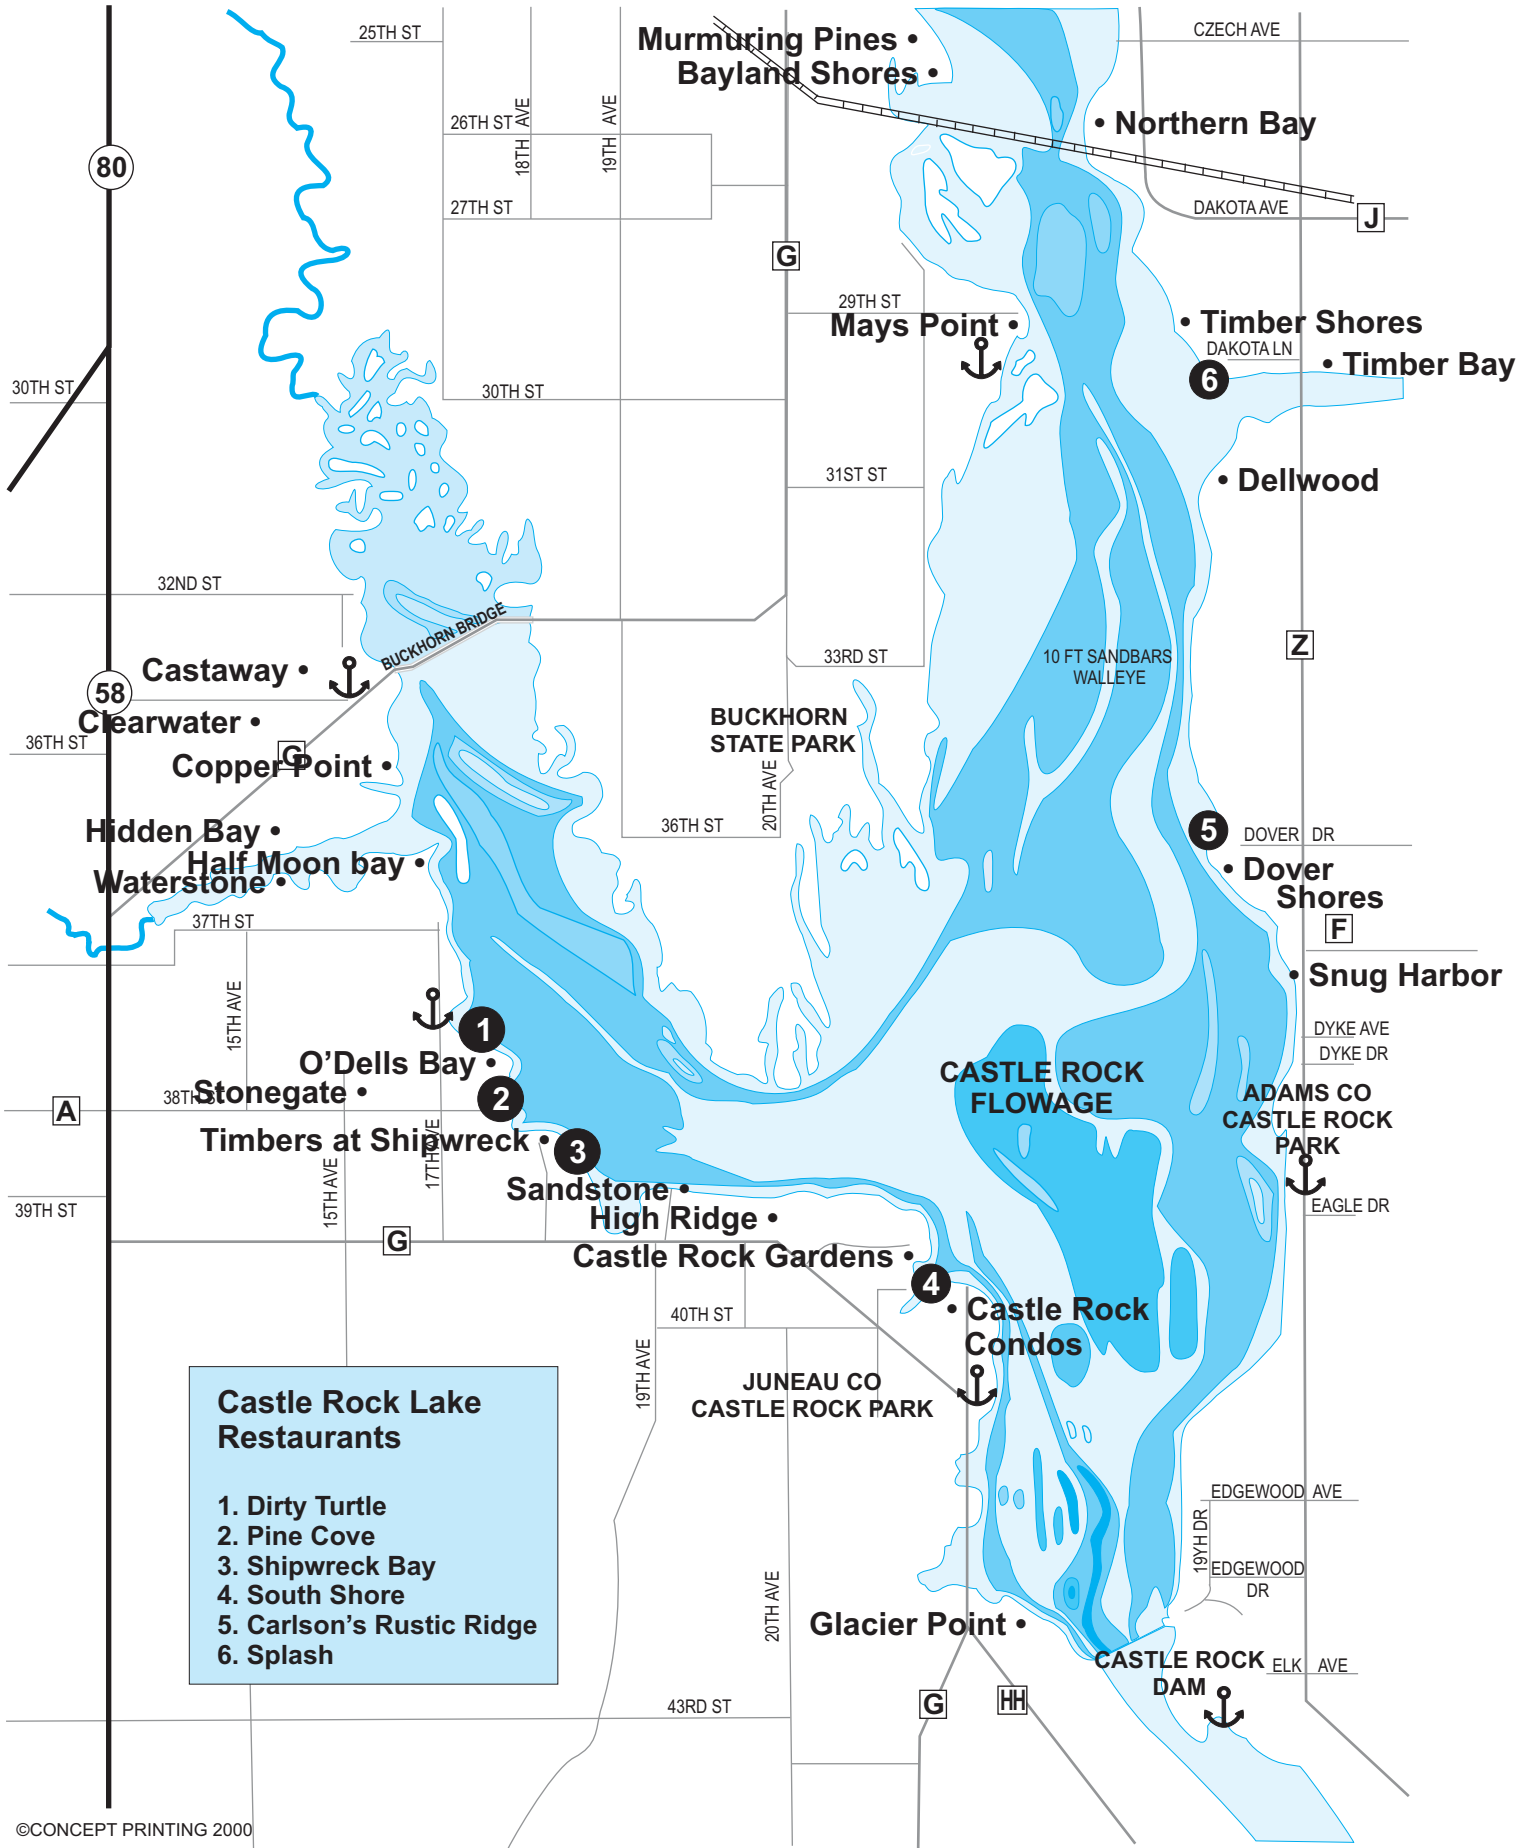 25TH ST
Murmuring Pines •
CZECH AVE
Bayland Shores •
26TH ST
18TH AVE
19TH AVE
• Northern Bay
80
27TH ST
DAKOTA AVE
J
G
29TH ST
Mays Point •
• Timber Shores
DAKOTA LN
• Timber Bay
6
30TH ST
30TH ST
31ST ST
• Dellwood
32ND ST
BUCKHORN BRIDGE
Z
33RD ST
10 FT SANDBARS
WALLEYE
Castaway •
58
Clearwater •
BUCKHORN
STATE PARK
36TH ST
G
Copper Point •
20TH AVE
36TH ST
Hidden Bay •
5
DOVER DR
Half Moon bay •
Waterstone •
• Dover
Shores
37TH ST
F
• Snug Harbor
15TH AVE
1
DYKE AVE
DYKE DR
O’Dells Bay •
CASTLE ROCK
FLOWAGE
Stonegate •
38TH ST
2
A
ADAMS CO
CASTLE ROCK
PARK
Timbers at Shipwreck •
17TH AVE
3
15TH AVE
Sandstone •
39TH ST
EAGLE DR
High Ridge •
G
Castle Rock Gardens •
4
• Castle Rock
Condos
40TH ST
19TH AVE
JUNEAU CO
CASTLE ROCK PARK
Castle Rock Lake
Restaurants
1. Dirty Turtle
2. Pine Cove
3. Shipwreck Bay
4. South Shore
5. Carlson’s Rustic Ridge
6. Splash
EDGEWOOD AVE
19YH DR
EDGEWOOD
DR
20TH AVE
Glacier Point •
CASTLE ROCK
DAM
ELK AVE
43RD ST
G
HH
©CONCEPT PRINTING 2000